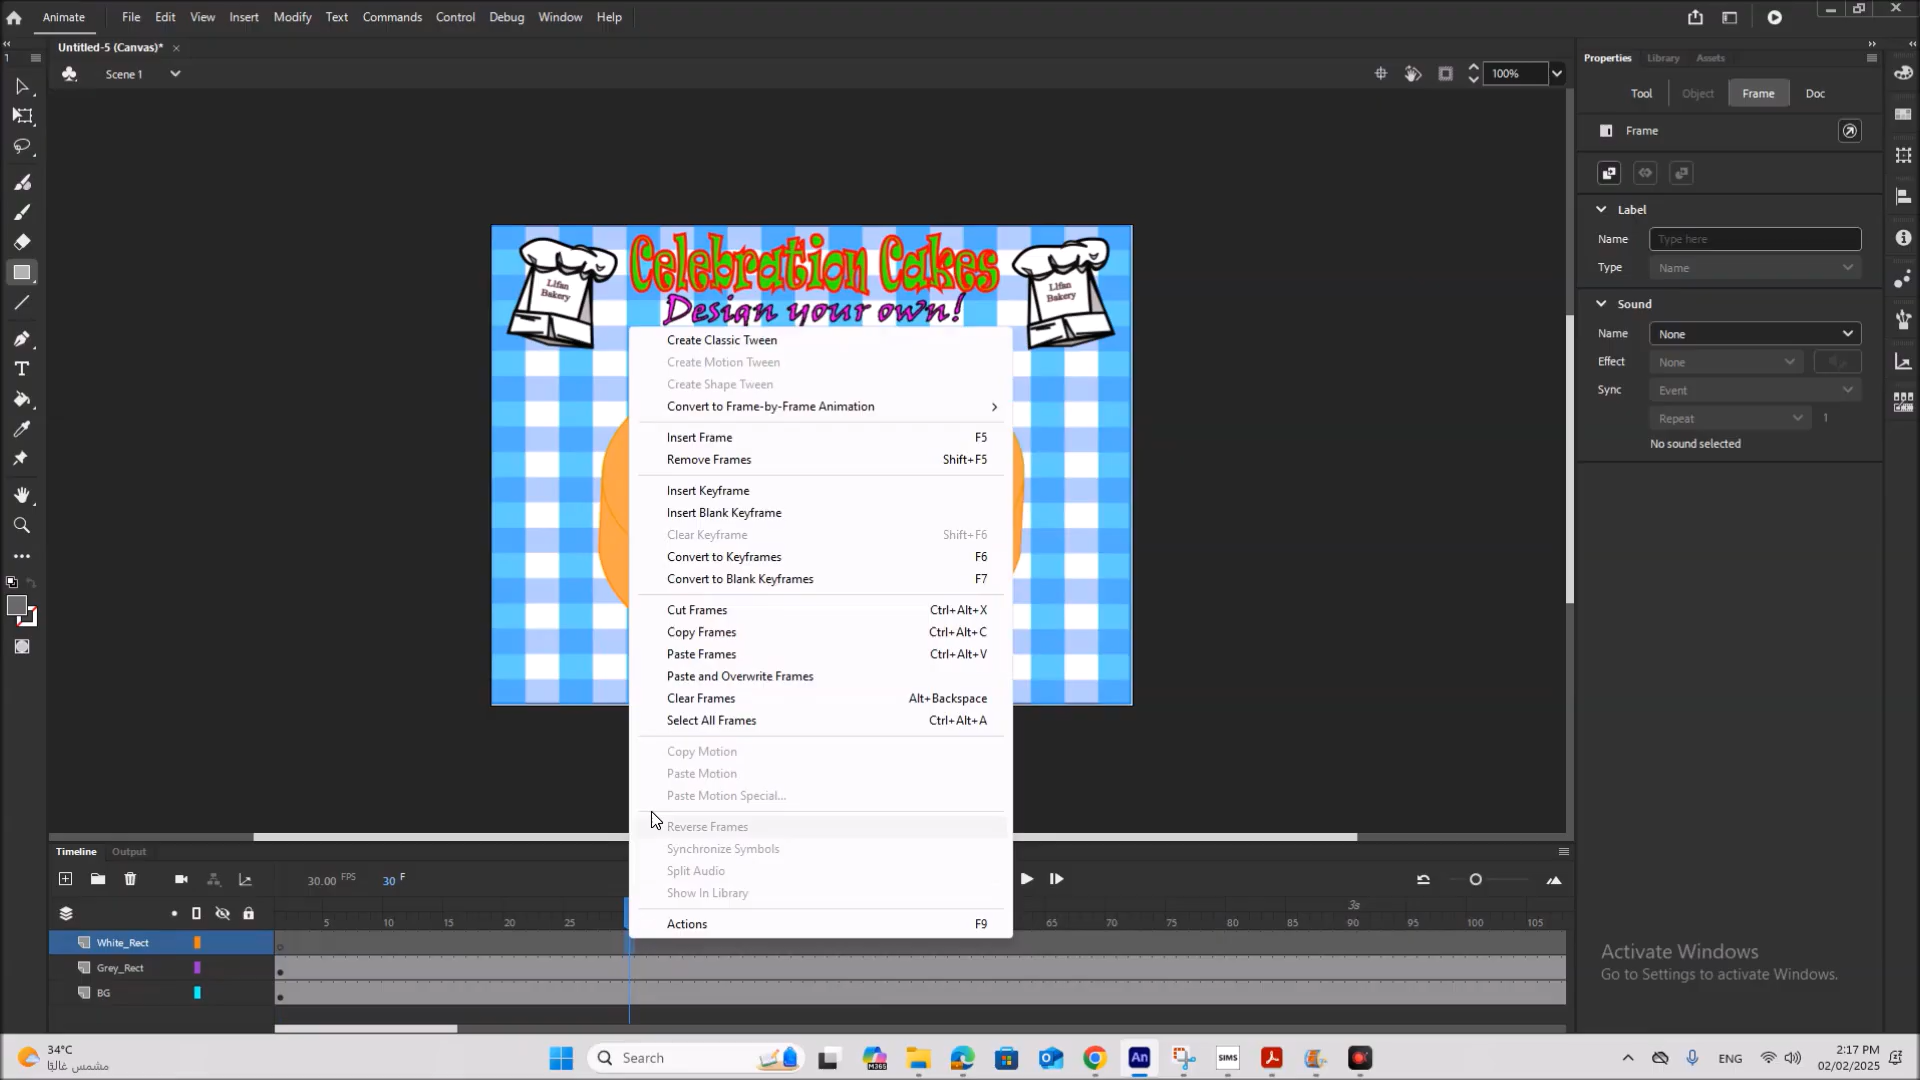 Animate File Edit View Insert Modify Text Commands Control Debug Window Help
Untitled-5 (Canvas)* ×
Scene 1
100%
Properties Library Assets
Tool Object Frame Doc
Frame
Label
Name Type here
Type Name
Sound
Name None
Effect None
Sync Event
Repeat 1
No sound selected
Lifan
Bakery
Celebration Cakes
Design your own!
Lifan
Bakery
Create Classic Tween
Create Motion Tween
Create Shape Tween
Convert to Frame-by-Frame Animation
Insert Frame F5
Remove Frames Shift+F5
Insert Keyframe
Insert Blank Keyframe
Clear Keyframe Shift+F6
Convert to Keyframes F6
Convert to Blank Keyframes F7
Cut Frames Ctrl+Alt+X
Copy Frames Ctrl+Alt+C
Paste Frames Ctrl+Alt+V
Paste and Overwrite Frames
Clear Frames Alt+Backspace
Select All Frames Ctrl+Alt+A
Copy Motion
Paste Motion
Paste Motion Special...
Reverse Frames
Synchronize Symbols
Split Audio
Show In Library
Actions F9
Timeline Output
30.00 FPS 30 F
3s
5 10 15 20 25 65 70 75 80 85 90 95 100 105
White_Rect
Grey_Rect
BG
Activate Windows
Go to Settings to activate Windows.
34°C
مشمس غالبًا
Search
M365
An
SIMS
ENG
2:17 PM
02/02/2025